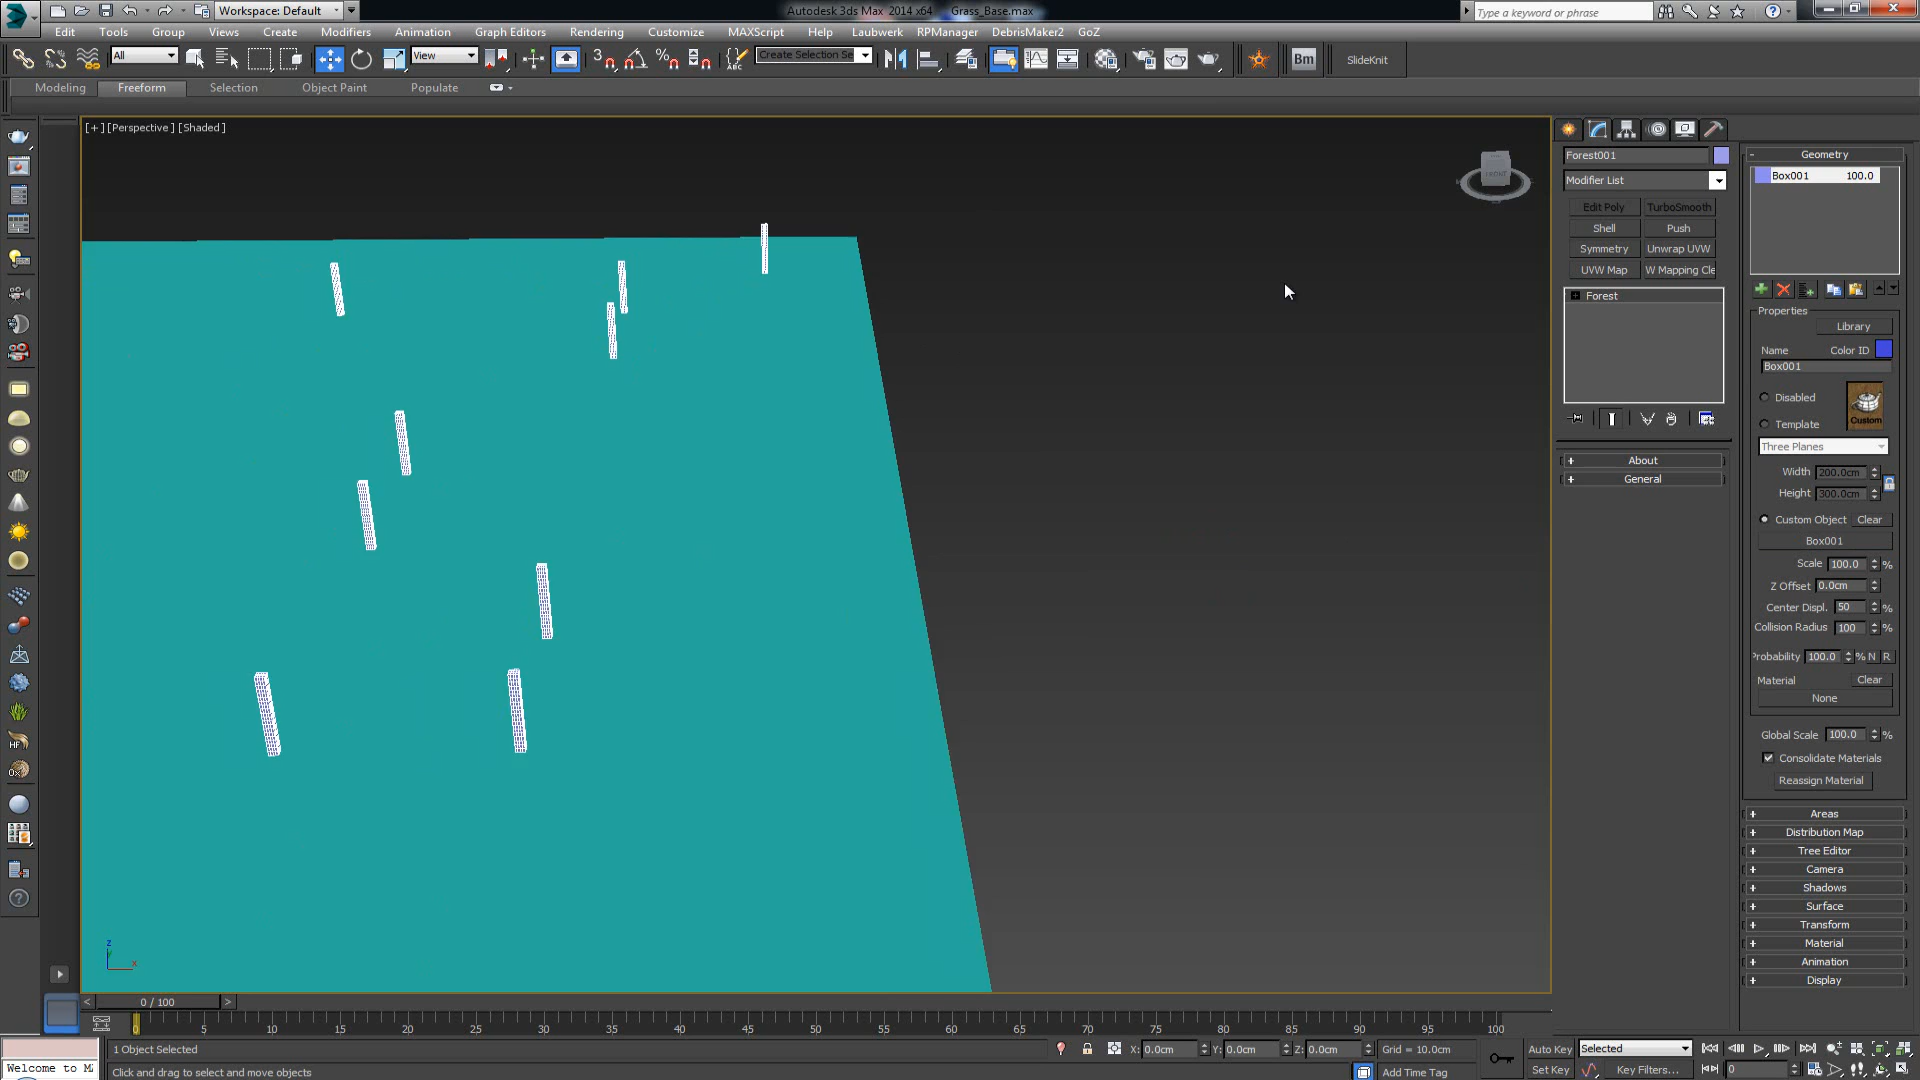 Workspace: Default
Autodesk 3ds Max 2014 x64 Grass_Base.max
Type a keyword or phrase
Edit Tools Group Views Create Modifiers Animation Graph Editors Rendering Customize MAXScript Help Laubwerk RPManager DebrisMaker2 GoZ
All
View
Create Selection Se
Bm
SlideKnit
Modeling Freeform Selection Object Paint Populate
[+] [Perspective] [Shaded]
FRONT
Forest001
Modifier List
Edit Poly TurboSmooth
Shell Push
Symmetry Unwrap UVW
UVW Map W Mapping Cle
Forest
+ About
+ General
- Geometry
Box001 100.0
Properties
Library
Name Color ID
Box001
Disabled
Template
Custom
Three Planes
Width 200.0cm
Height 300.0cm
Custom Object Clear
Box001
Scale 100.0 %
Z Offset 0.0cm
Center Displ. 50 %
Collision Radius 100 %
Probability 100.0 % N R
Material Clear
None
Global Scale 100.0 %
Consolidate Materials
Reassign Material
+ Areas
+ Distribution Map
+ Tree Editor
+ Camera
+ Shadows
+ Surface
+ Transform
+ Material
+ Animation
+ Display
z
x
< 0 / 100 >
0 5 10 15 20 25 30 35 40 45 50 55 60 65 70 75 80 85 90 95 100
1 Object Selected
X: 0.0cm Y: 0.0cm Z: 0.0cm
Grid = 10.0cm
Auto Key Selected
Welcome to MA
Click and drag to select and move objects
Add Time Tag
Set Key Key Filters...
0